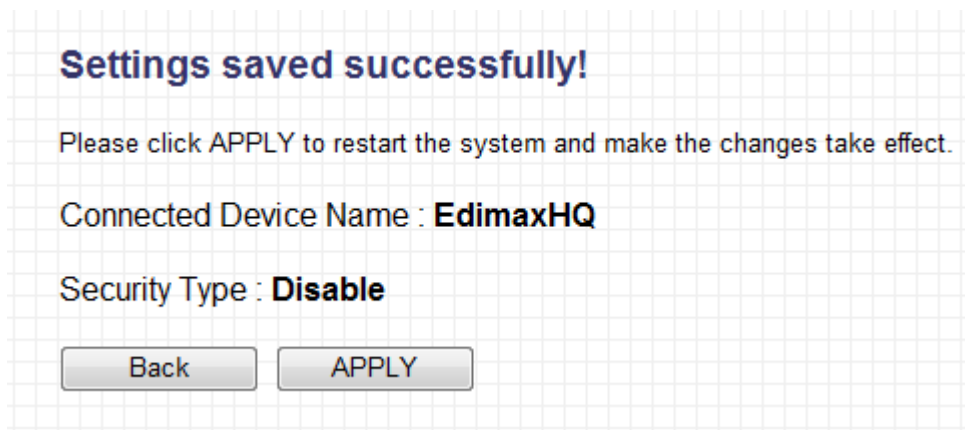 Settings saved successfully!
Please click APPLY to restart the system and make the changes take effect.
Connected Device Name : EdimaxHQ
Security Type : Disable
Back APPLY